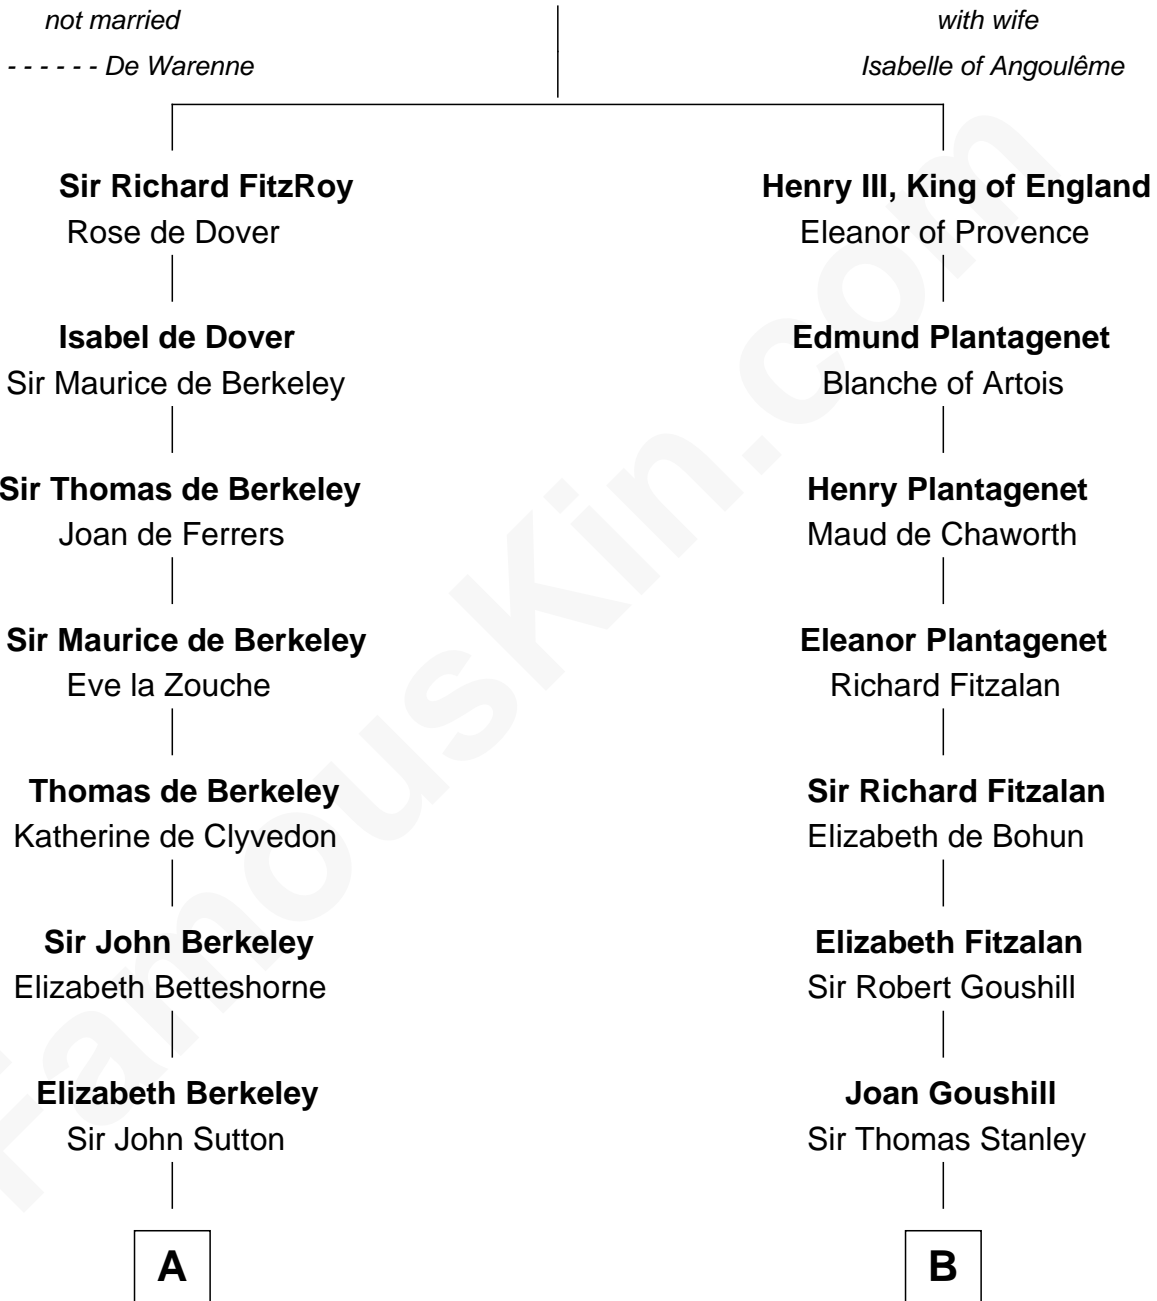 not married
- - - - - - De Warenne
with wife
Isabelle of Angoulême
Sir Richard FitzRoy
Rose de Dover
Isabel de Dover
Sir Maurice de Berkeley
Sir Thomas de Berkeley
Joan de Ferrers
Sir Maurice de Berkeley
Eve la Zouche
Thomas de Berkeley
Katherine de Clyvedon
Sir John Berkeley
Elizabeth Betteshorne
Elizabeth Berkeley
Sir John Sutton
A
Henry III, King of England
Eleanor of Provence
Edmund Plantagenet
Blanche of Artois
Henry Plantagenet
Maud de Chaworth
Eleanor Plantagenet
Richard Fitzalan
Sir Richard Fitzalan
Elizabeth de Bohun
Elizabeth Fitzalan
Sir Robert Goushill
Joan Goushill
Sir Thomas Stanley
B
FamousKin.com